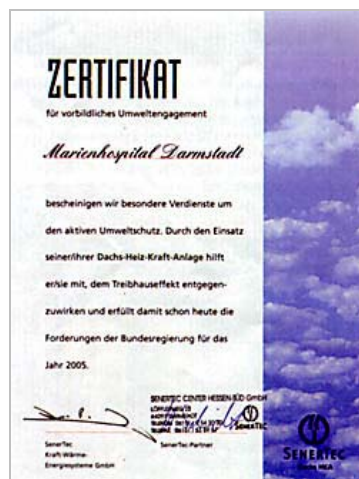 ZERTIFIKAT
für vorbildliches Umweltengagement
Marienhospital Darmstadt
bescheinigen wir besondere Verdienste um
den aktiven Umweltschutz. Durch den Einsatz
seiner/ihrer Dachs-Heiz-Kraft-Anlage hilft
er/sie mit, dem Treibhauseffekt entgegen-
zuwirken und erfüllt damit schon heute die
Forderungen der Bundesregierung für das
Jahr 2005.
SENERTEC CENTER HESSEN-SÜD GmbH
SENERTEC
SenerTec
Kraft-Wärme-
Energiesysteme GmbH
SenerTec-Partner
SENERTEC
Dachs HKA